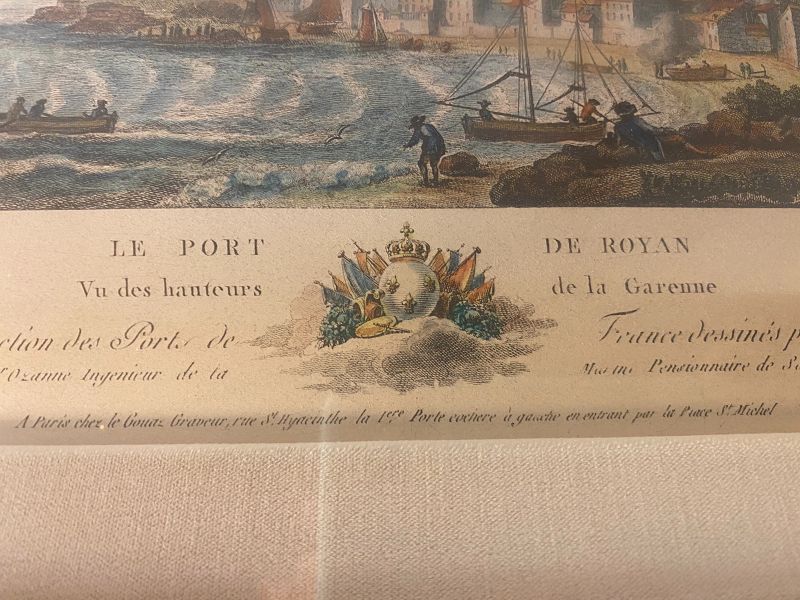 LE PORT DE ROYAN
Vu des hauteurs de la Garenne
ction des Ports de France dessinés p
r Ozanne Ingenieur de la Marine Pensionnaire de Sa
A Paris chez le Gouaz Graveur, rue St. Hyacinthe la 1ere Porte cochere à gauche en entrant par la Place St. Michel